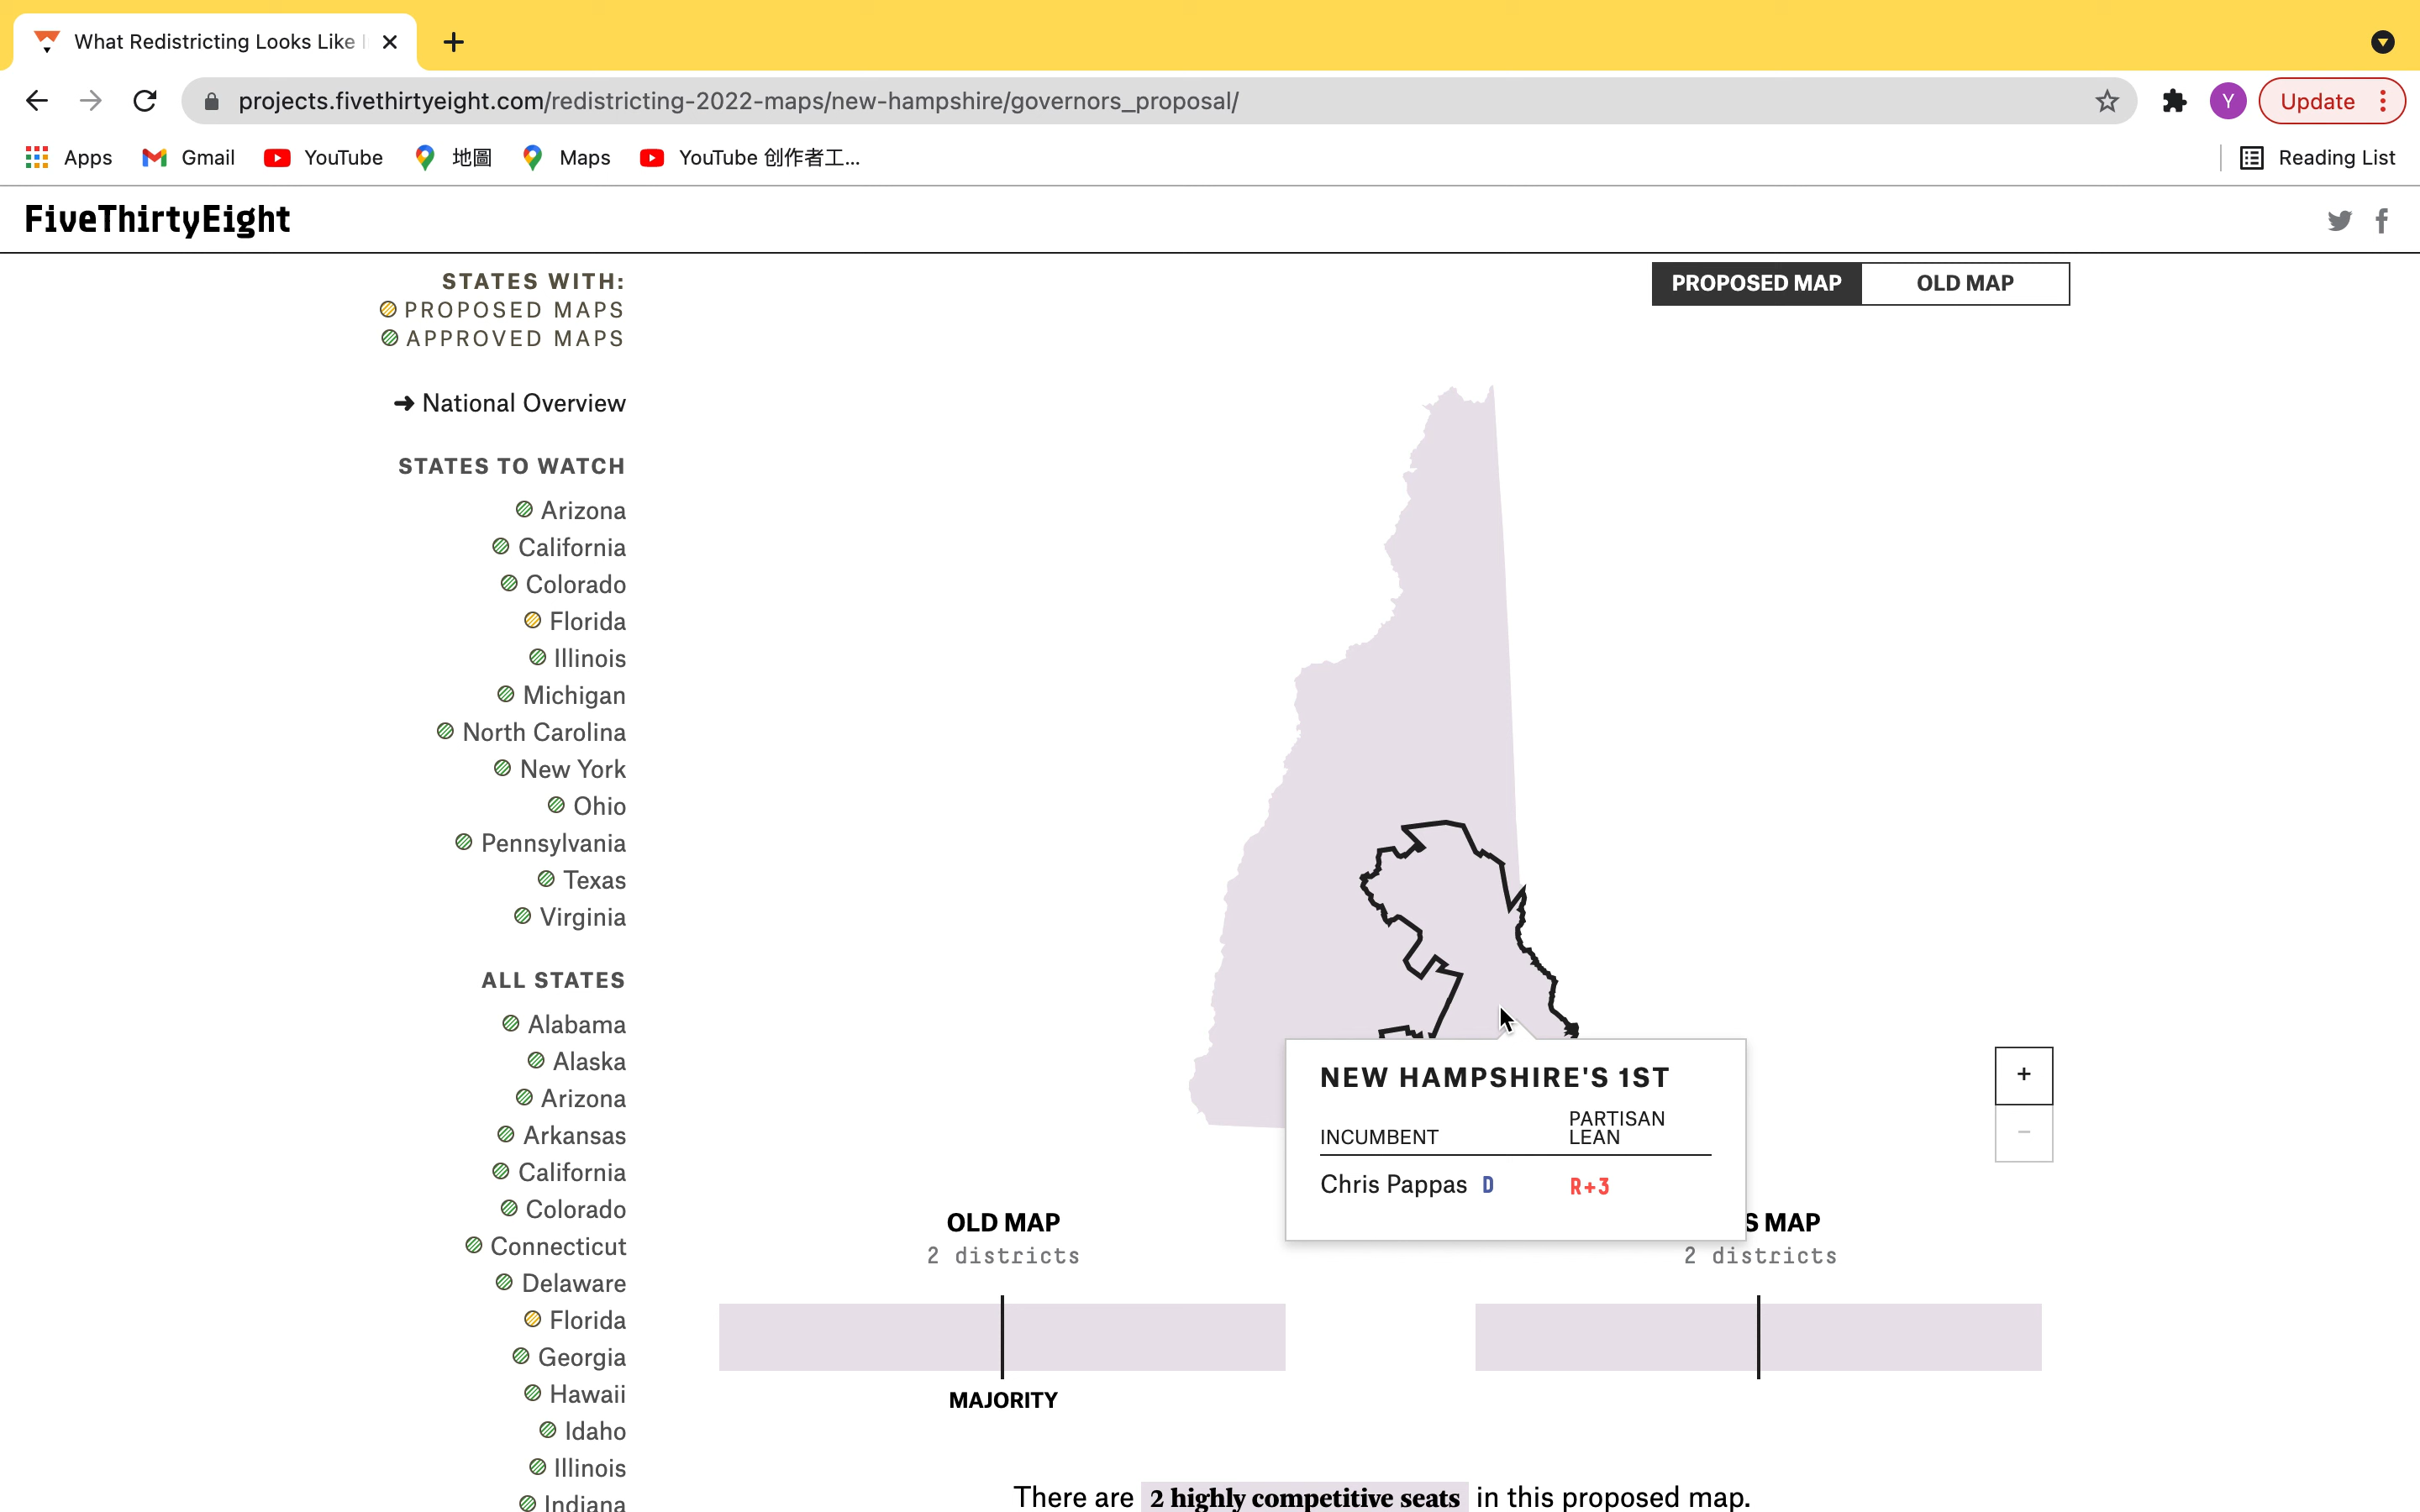 What Redistricting Looks Like
projects.fivethirtyeight.com/redistricting-2022-maps/new-hampshire/governors_proposal/
Y
Update
Apps
Gmail
YouTube
地圖
Maps
YouTube 创作者工...
Reading List
FiveThirtyEight
STATES WITH:
PROPOSED MAPS
APPROVED MAPS
➔ National Overview
STATES TO WATCH
Arizona
California
Colorado
Florida
Illinois
Michigan
North Carolina
New York
Ohio
Pennsylvania
Texas
Virginia
ALL STATES
Alabama
Alaska
Arizona
Arkansas
California
Colorado
Connecticut
Delaware
Florida
Georgia
Hawaii
Idaho
Illinois
Indiana
PROPOSED MAP
OLD MAP
NEW HAMPSHIRE'S 1ST
INCUMBENT
PARTISAN
LEAN
Chris Pappas D
R+3
+
−
OLD MAP
2 districts
MAJORITY
S MAP
2 districts
There are 2 highly competitive seats in this proposed map.